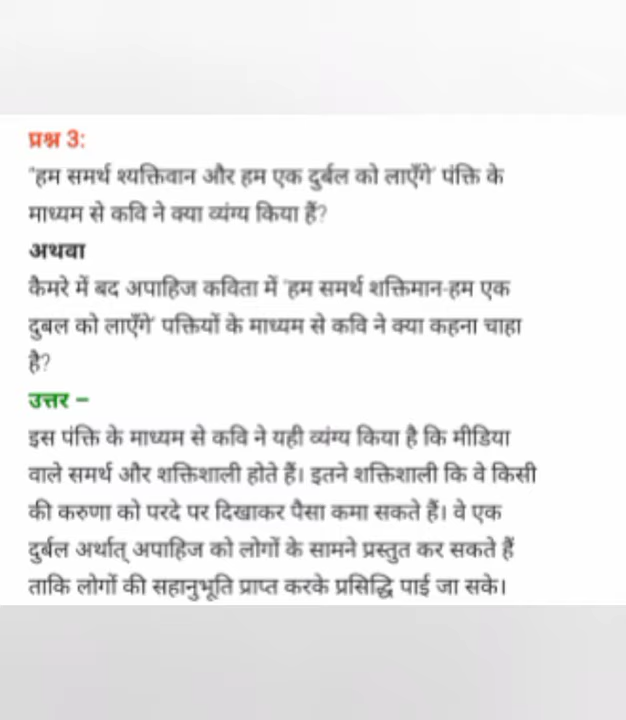 प्रश्न 3:
"हम समर्थ श्यक्तिवान और हम एक दुर्बल को लाएँगे' पंक्ति के
माध्यम से कवि ने क्या व्यंग्य किया हैं?
अथवा
कैमरे में बद अपाहिज कविता में 'हम समर्थ शक्तिमान-हम एक
दुबल को लाएँगे' पक्तियों के माध्यम से कवि ने क्या कहना चाहा
है?
उत्तर –
इस पंक्ति के माध्यम से कवि ने यही व्यंग्य किया है कि मीडिया
वाले समर्थ और शक्तिशाली होते हैं। इतने शक्तिशाली कि वे किसी
की करुणा को परदे पर दिखाकर पैसा कमा सकते हैं। वे एक
दुर्बल अर्थात् अपाहिज को लोगों के सामने प्रस्तुत कर सकते हैं
ताकि लोगों की सहानुभूति प्राप्त करके प्रसिद्धि पाई जा सके।